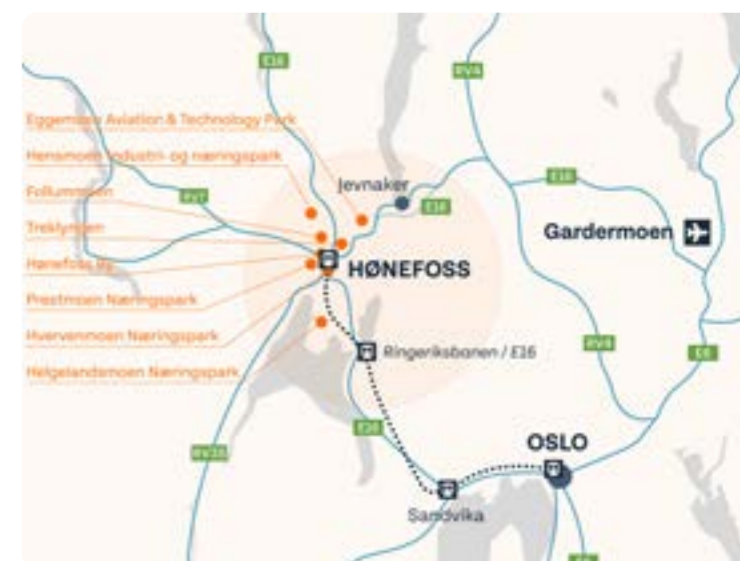 E16
RV4
Eggemoen Aviation & Technology Park
Hensmoen Industri- og næringspark
Follummoen
Jevnaker
E16
RV7
E16
Treklyngen
Gardermoen
Hønefoss by
HØNEFOSS
Prestmoen Næringspark
Hvervenmoen Næringspark
RV4
Ringeriksbanen / E16
E6
Helgelandsmoen Næringspark
E16
OSLO
RV35
Sandvika